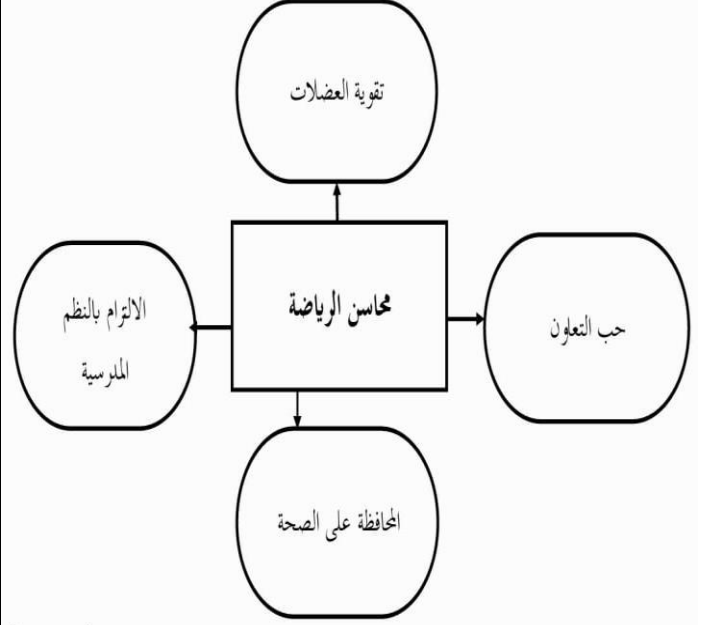 تقوية العضلات
محاسن الرياضة
حب التعاون
الالتزام بالنظم
المدرسية
المحافظة على الصحة